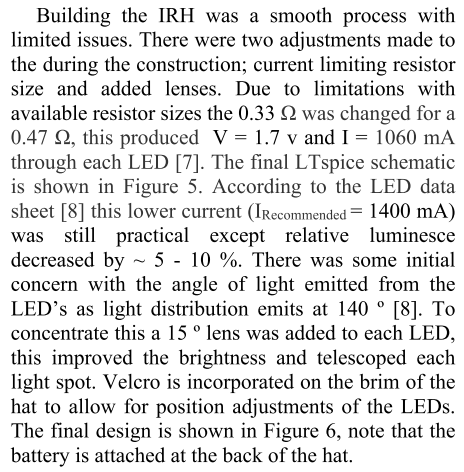 Building the IRH was a smooth process with
limited issues. There were two adjustments made to
the during the construction; current limiting resistor
size and added lenses. Due to limitations with
available resistor sizes the 0.33 Ω was changed for a
0.47 Ω, this produced V = 1.7 v and I = 1060 mA
through each LED [7]. The final LTspice schematic
is shown in Figure 5. According to the LED data
sheet [8] this lower current (IRecommended = 1400 mA)
was still practical except relative luminesce
decreased by ~ 5 - 10 %. There was some initial
concern with the angle of light emitted from the
LED's as light distribution emits at 140 º [8]. To
concentrate this a 15 º lens was added to each LED,
this improved the brightness and telescoped each
light spot. Velcro is incorporated on the brim of the
hat to allow for position adjustments of the LEDs.
The final design is shown in Figure 6, note that the
battery is attached at the back of the hat.